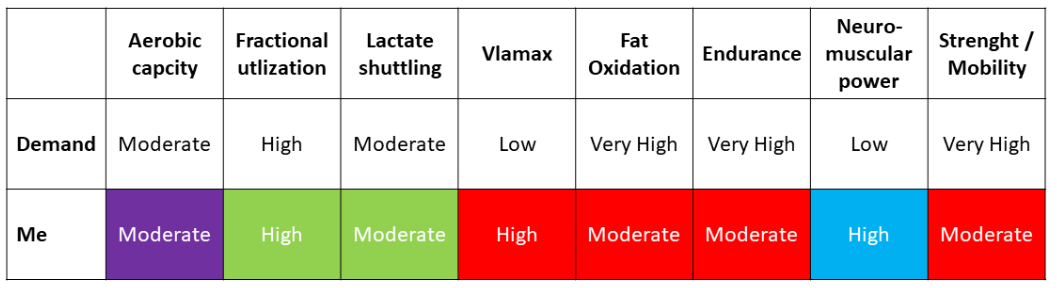 Aerobic capcity Fractional utlization Lactate shuttling Vlamax Fat Oxidation Endurance Neuro-muscular power Strenght / Mobility
Demand Moderate High Moderate Low Very High Very High Low Very High
Me Moderate High Moderate High Moderate Moderate High Moderate